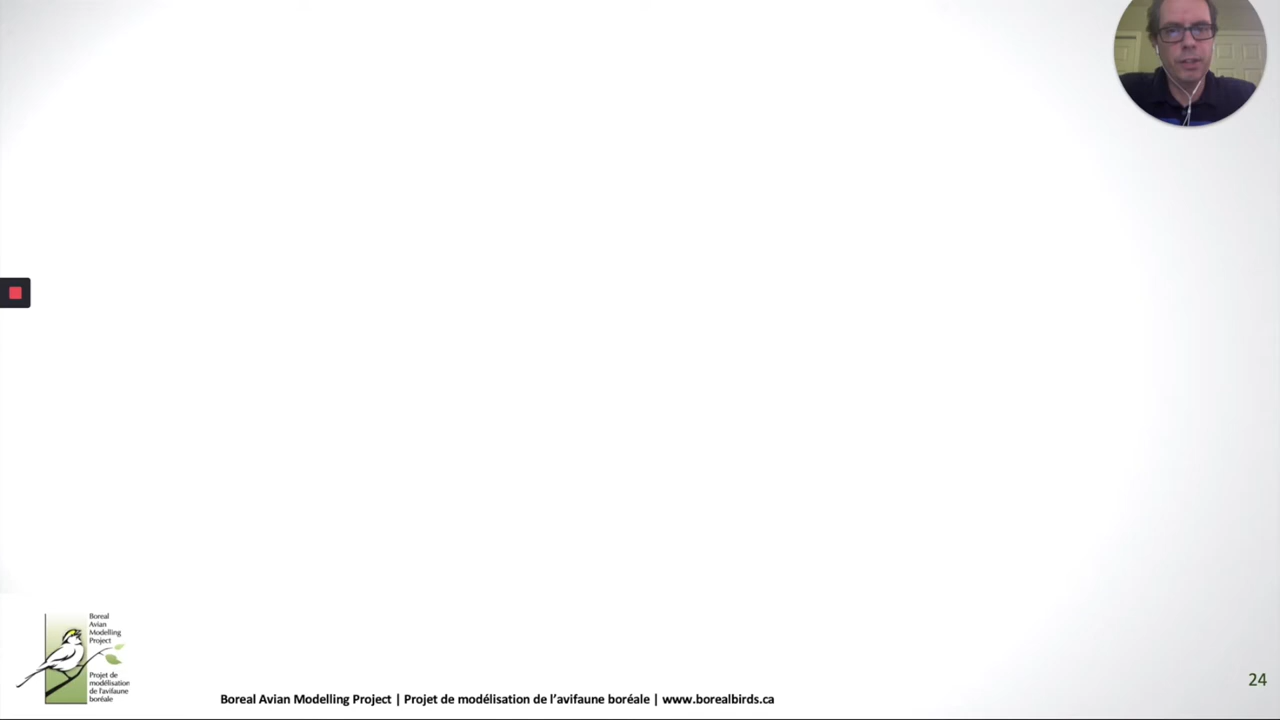 Boreal
Avian
Modelling
Project
Projet de
modélisation
de l'avifaune
boréale
Boreal Avian Modelling Project | Projet de modélisation de l’avifaune boréale | www.borealbirds.ca
24